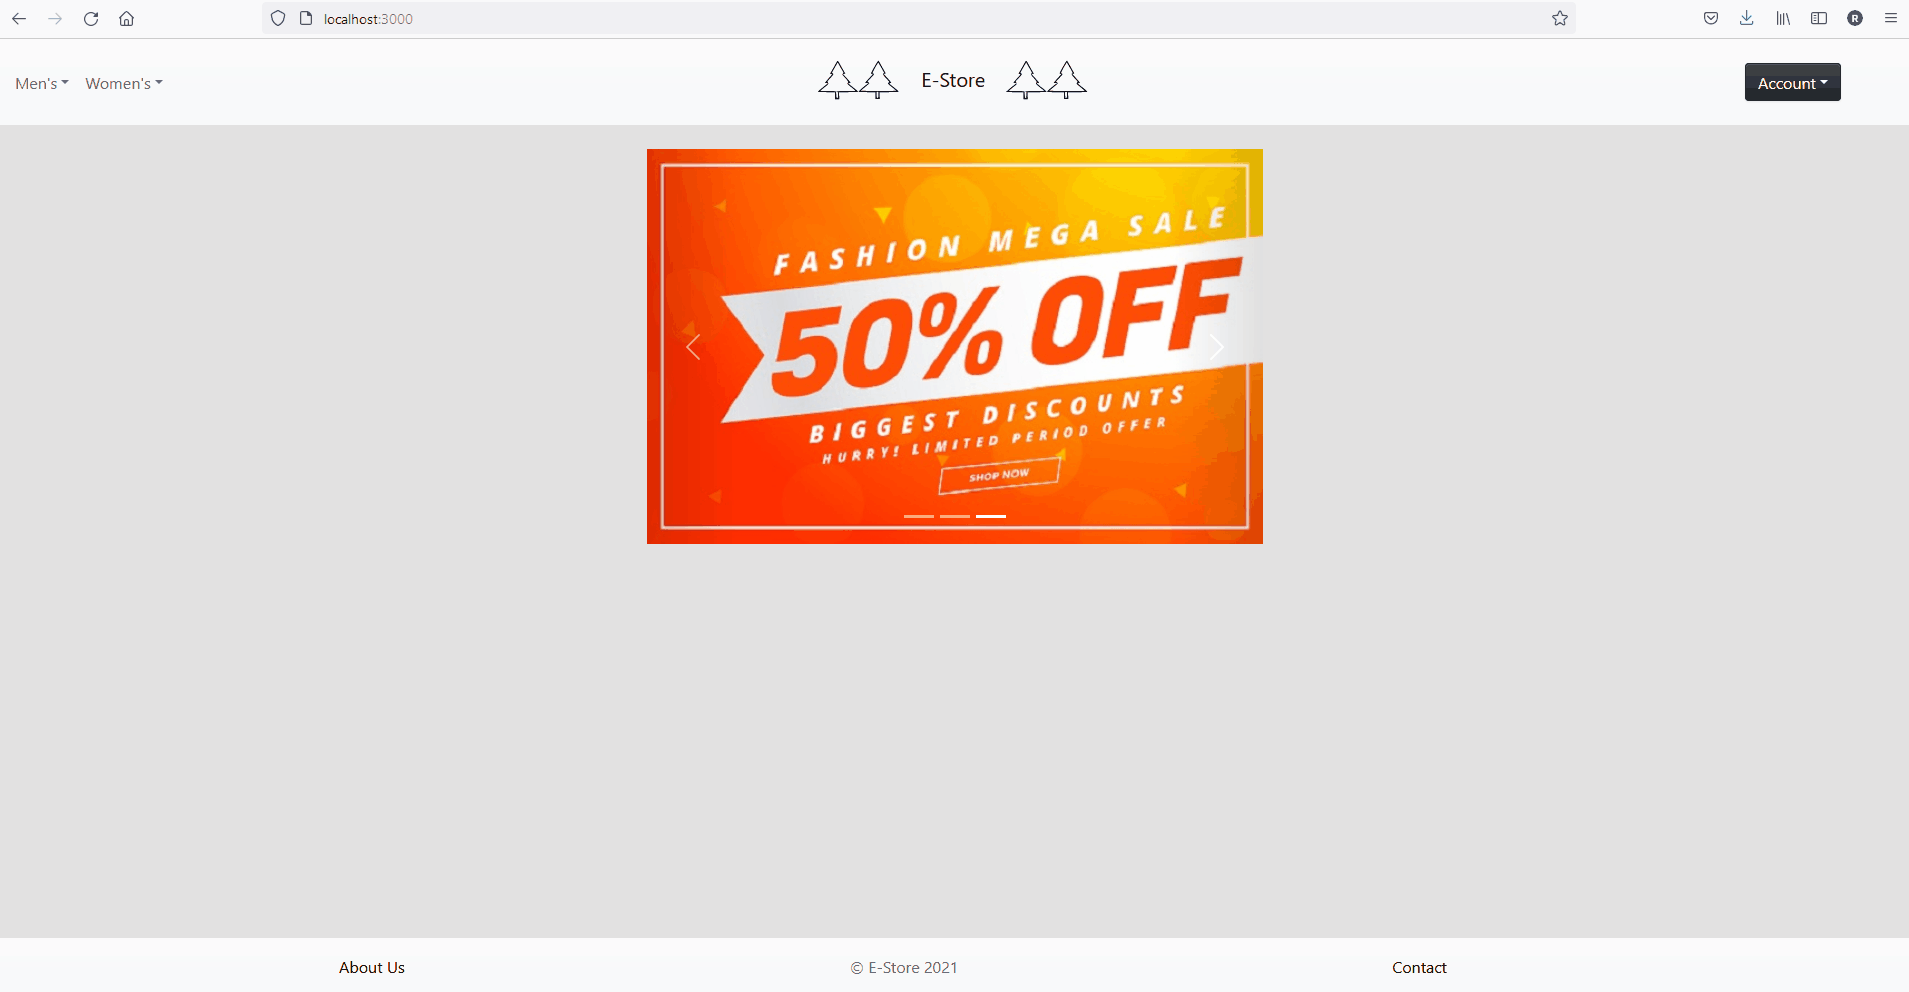 localhost:3000
Men's Women's E-Store Account
FASHION MEGA SALE
50% OFF
BIGGEST DISCOUNTS
HURRY! LIMITED PERIOD OFFER
SHOP NOW
About Us © E-Store 2021 Contact
R